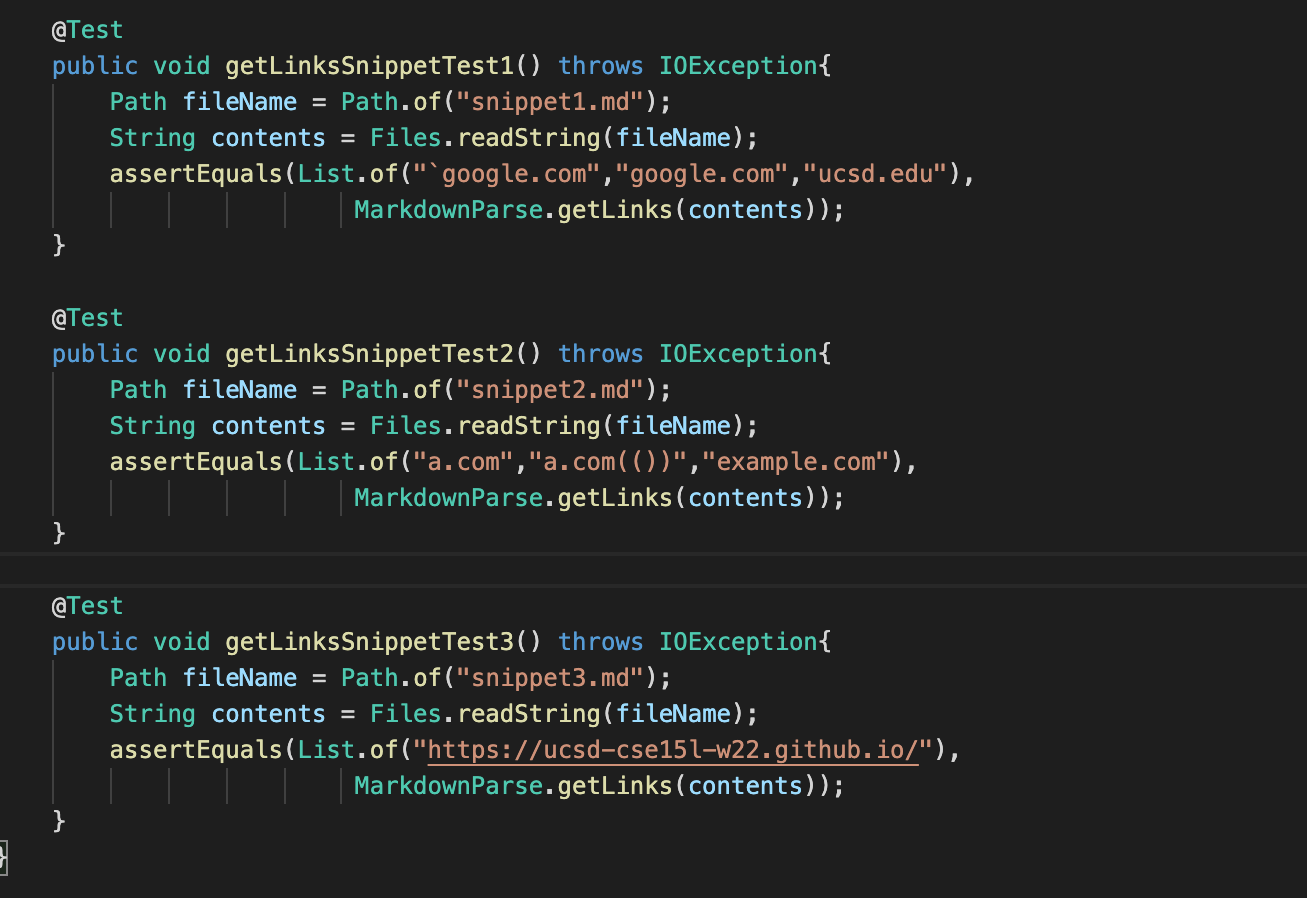 @Test
public void getLinksSnippetTest1() throws IOException{
Path fileName = Path.of("snippet1.md");
String contents = Files.readString(fileName);
assertEquals(List.of("`google.com","google.com","ucsd.edu"),
MarkdownParse.getLinks(contents));
}
@Test
public void getLinksSnippetTest2() throws IOException{
Path fileName = Path.of("snippet2.md");
String contents = Files.readString(fileName);
assertEquals(List.of("a.com","a.com(())","example.com"),
MarkdownParse.getLinks(contents));
}
@Test
public void getLinksSnippetTest3() throws IOException{
Path fileName = Path.of("snippet3.md");
String contents = Files.readString(fileName);
assertEquals(List.of("https://ucsd-cse15l-w22.github.io/"),
MarkdownParse.getLinks(contents));
}
}